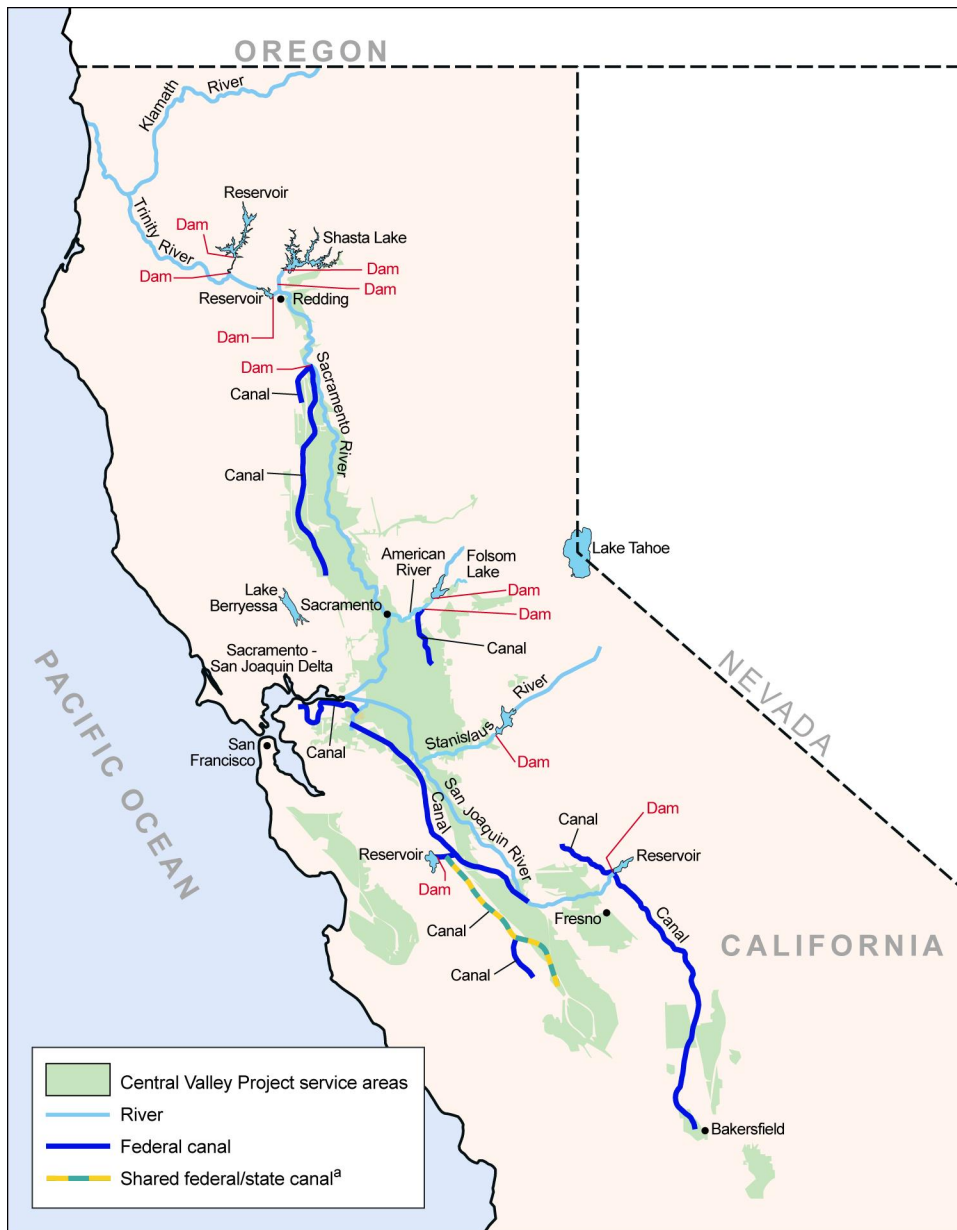 OREGON
Klamath River
Reservoir
Dam
Trinity River
Shasta Lake
Dam
Dam
Dam
Reservoir
Redding
Dam
Dam
Sacramento River
Canal
Canal
American
River
Folsom
Lake
Lake Tahoe
Lake
Berryessa
Sacramento
Dam
Dam
Canal
Sacramento -
San Joaquin Delta
NEVADA
PACIFIC OCEAN
Stanislaus River
San
Francisco
Canal
Dam
Canal
San Joaquin River
Dam
Canal
Reservoir
Reservoir
Dam
Fresno
Canal
Canal
CALIFORNIA
Canal
Central Valley Project service areas
River
Federal canal
Shared federal/state canalᵃ
Bakersfield